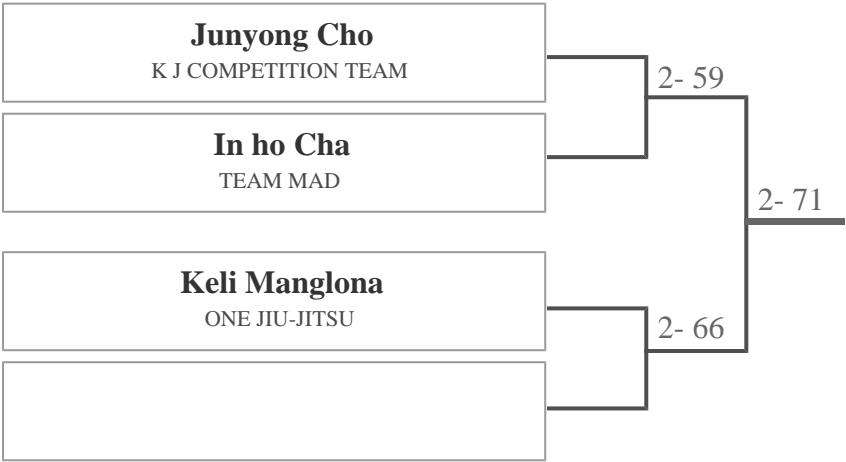 Junyong Cho
K J COMPETITION TEAM
2- 59
In ho Cha
TEAM MAD
2- 71
Keli Manglona
ONE JIU-JITSU
2- 66